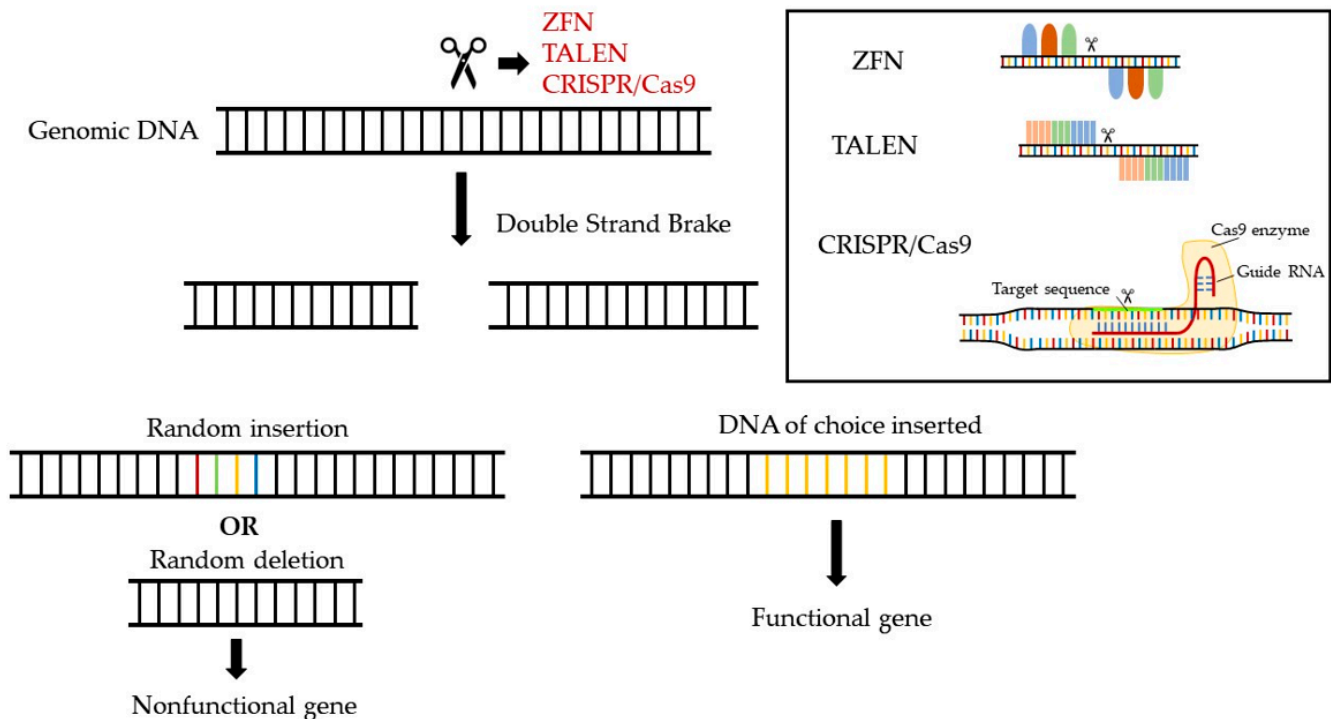 ZFN
TALEN
CRISPR/Cas9
Genomic DNA
Double Strand Brake
Random insertion
OR
Random deletion
Nonfunctional gene
DNA of choice inserted
Functional gene
ZFN
TALEN
CRISPR/Cas9
Cas9 enzyme
Guide RNA
Target sequence